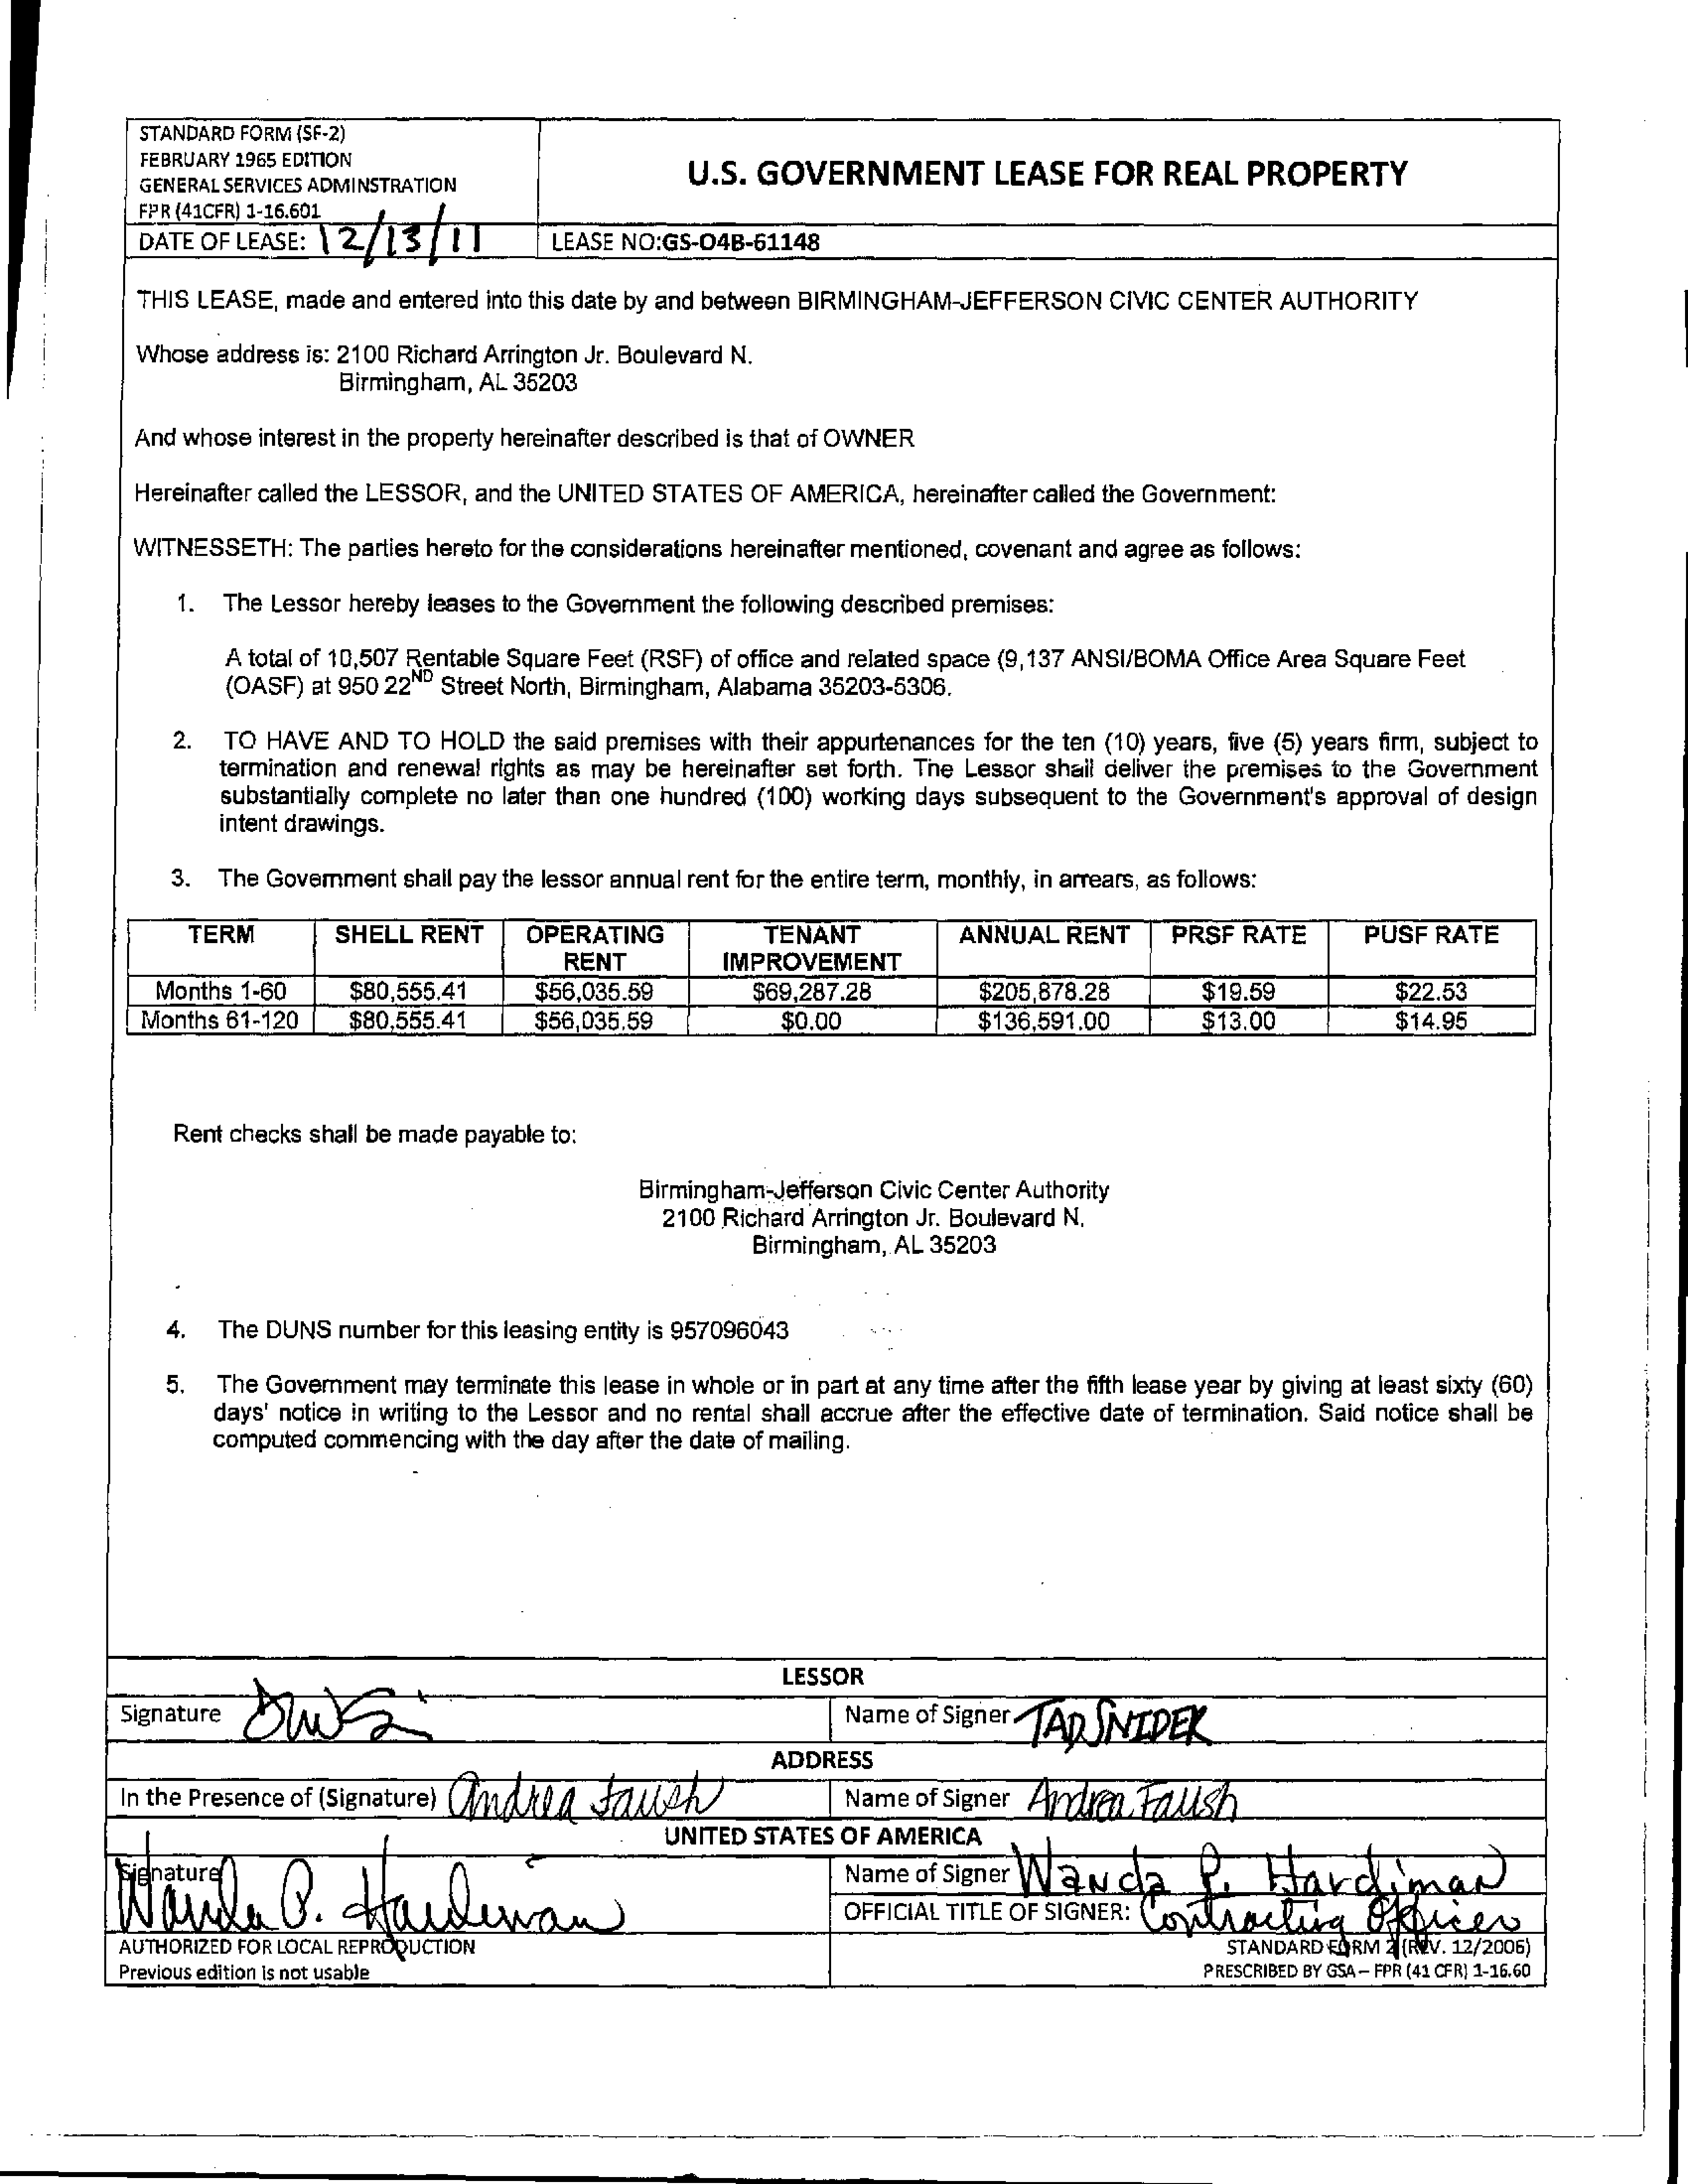 STANDARD FORM (SF-2)
FEBRUARY 1965 EDITION
GENERAL SERVICES ADMINSTRATION
FPR (41CFR) 1-16.601
U.S. GOVERNMENT LEASE FOR REAL PROPERTY
DATE OF LEASE: 12/13/11
LEASE NO:GS-O4B-61148
THIS LEASE, made and entered into this date by and between BIRMINGHAM-JEFFERSON CIVIC CENTER AUTHORITY
Whose address is: 2100 Richard Arrington Jr. Boulevard N.
Birmingham, AL 35203
And whose interest in the property hereinafter described is that of OWNER
Hereinafter called the LESSOR, and the UNITED STATES OF AMERICA, hereinafter called the Government:
WITNESSETH: The parties hereto for the considerations hereinafter mentioned, covenant and agree as follows:
1. The Lessor hereby leases to the Government the following described premises:
A total of 10,507 Rentable Square Feet (RSF) of office and related space (9,137 ANSI/BOMA Office Area Square Feet
(OASF) at 950 22ND Street North, Birmingham, Alabama 35203-5306.
2. TO HAVE AND TO HOLD the said premises with their appurtenances for the ten (10) years, five (5) years firm, subject to
termination and renewal rights as may be hereinafter set forth. The Lessor shall deliver the premises to the Government
substantially complete no later than one hundred (100) working days subsequent to the Government's approval of design
intent drawings.
3. The Government shall pay the lessor annual rent for the entire term, monthly, in arrears, as follows:
TERM SHELL RENT OPERATING RENT TENANT IMPROVEMENT ANNUAL RENT PRSF RATE PUSF RATE
Months 1-60 $80,555.41 $56,035.59 $69,287.28 $205,878.28 $19.59 $22.53
Months 61-120 $80,555.41 $56,035.59 $0.00 $136,591.00 $13.00 $14.95
Rent checks shall be made payable to:
Birmingham-Jefferson Civic Center Authority
2100 Richard Arrington Jr. Boulevard N.
Birmingham, AL 35203
4. The DUNS number for this leasing entity is 957096043
5. The Government may terminate this lease in whole or in part at any time after the fifth lease year by giving at least sixty (60)
days' notice in writing to the Lessor and no rental shall accrue after the effective date of termination. Said notice shall be
computed commencing with the day after the date of mailing.
LESSOR
Signature
Name of Signer TAD SNIDER
ADDRESS
In the Presence of (Signature) Andrea Faush
Name of Signer Andrea Faush
UNITED STATES OF AMERICA
Signature Wanda P. Hardiman
Name of Signer Wanda P. Hardiman
OFFICIAL TITLE OF SIGNER: Contracting Officer
AUTHORIZED FOR LOCAL REPRODUCTION
Previous edition is not usable
STANDARD FORM 2 (REV. 12/2006)
PRESCRIBED BY GSA – FPR (41 CFR) 1-16.60